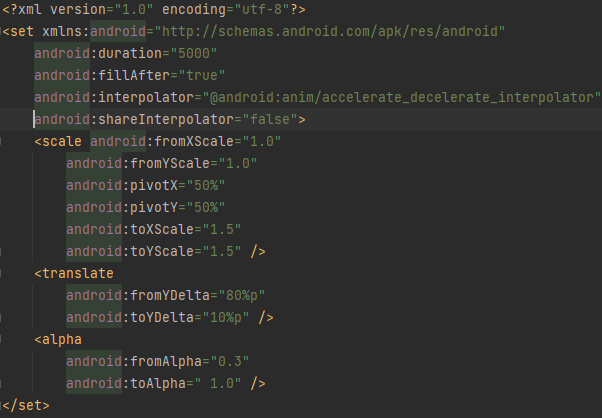 <?xml version="1.0" encoding="utf-8"?>
<set xmlns:android="http://schemas.android.com/apk/res/android"
    android:duration="5000"
    android:fillAfter="true"
    android:interpolator="@android:anim/accelerate_decelerate_interpolator"
    android:shareInterpolator="false">
    <scale android:fromXScale="1.0"
        android:fromYScale="1.0"
        android:pivotX="50%"
        android:pivotY="50%"
        android:toXScale="1.5"
        android:toYScale="1.5" />
    <translate
        android:fromYDelta="80%p"
        android:toYDelta="10%p" />
    <alpha
        android:fromAlpha="0.3"
        android:toAlpha=" 1.0" />
</set>